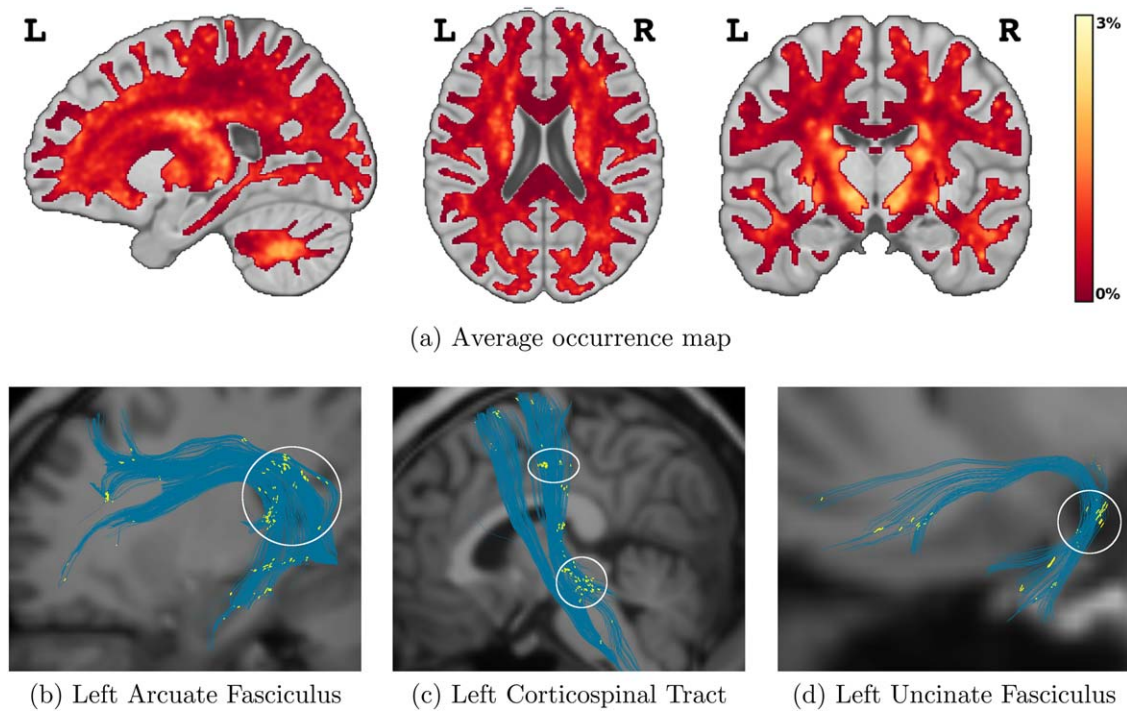 L L R L R
3%
0%
(a) Average occurrence map
(b) Left Arcuate Fasciculus (c) Left Corticospinal Tract (d) Left Uncinate Fasciculus